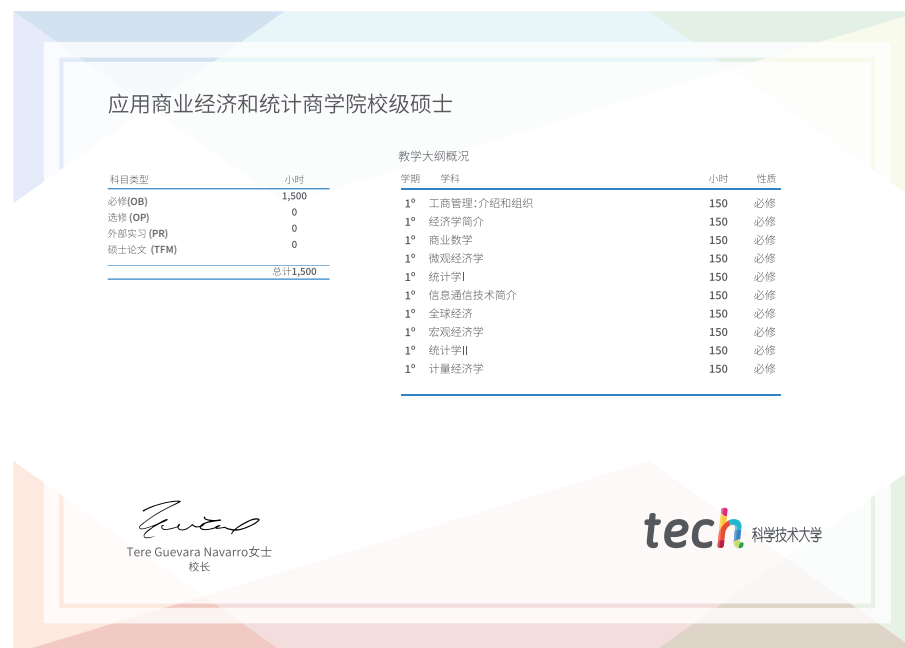 应用商业经济和统计商学院校级硕士
科目类型 小时
必修(OB) 1,500
选修 (OP) 0
外部实习 (PR) 0
硕士论文 (TFM) 0
总计1,500
教学大纲概况
学期 学科 小时 性质
1º 工商管理：介绍和组织 150 必修
1º 经济学简介 150 必修
1º 商业数学 150 必修
1º 微观经济学 150 必修
1º 统计学I 150 必修
1º 信息通信技术简介 150 必修
1º 全球经济 150 必修
1º 宏观经济学 150 必修
1º 统计学II 150 必修
1º 计量经济学 150 必修
Tere Guevara Navarro女士
校长
tech 科学技术大学